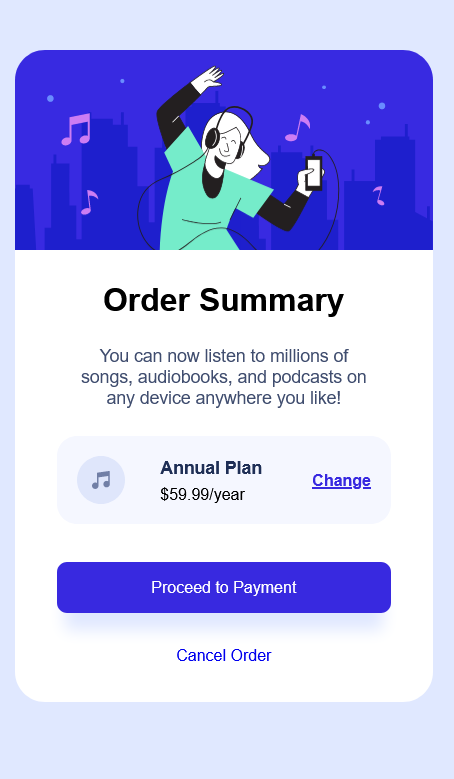 Order Summary
You can now listen to millions of
songs, audiobooks, and podcasts on
any device anywhere you like!
Annual Plan
$59.99/year
Change
Proceed to Payment
Cancel Order